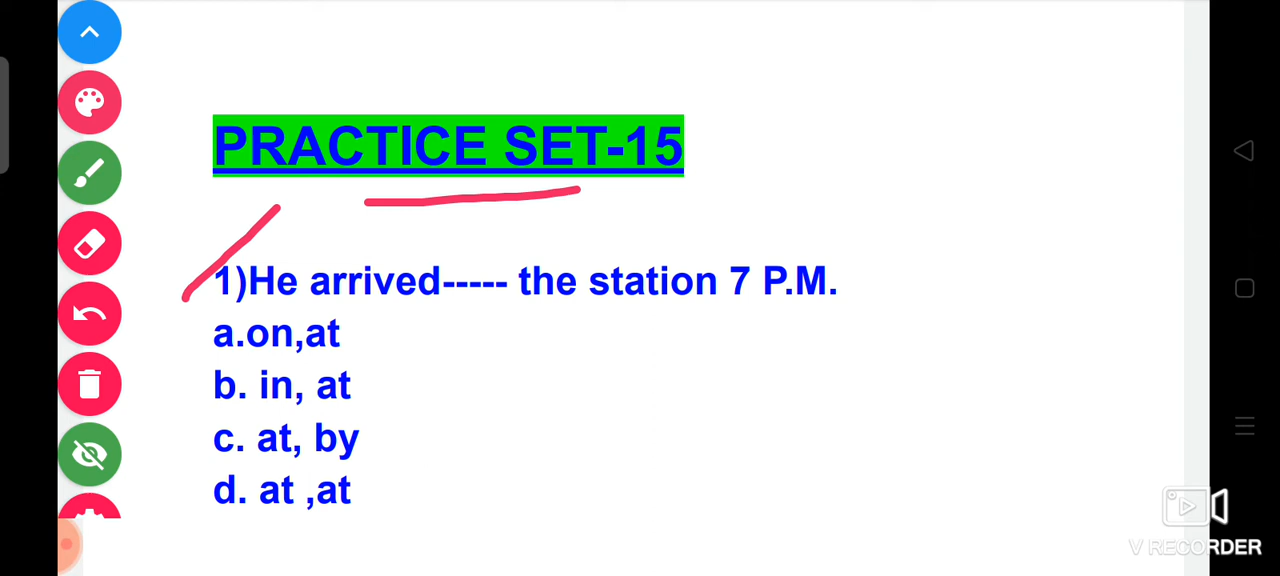 PRACTICE SET-15
1)He arrived----- the station 7 P.M.
a.on,at
b. in, at
c. at, by
d. at ,at
V RECORDER